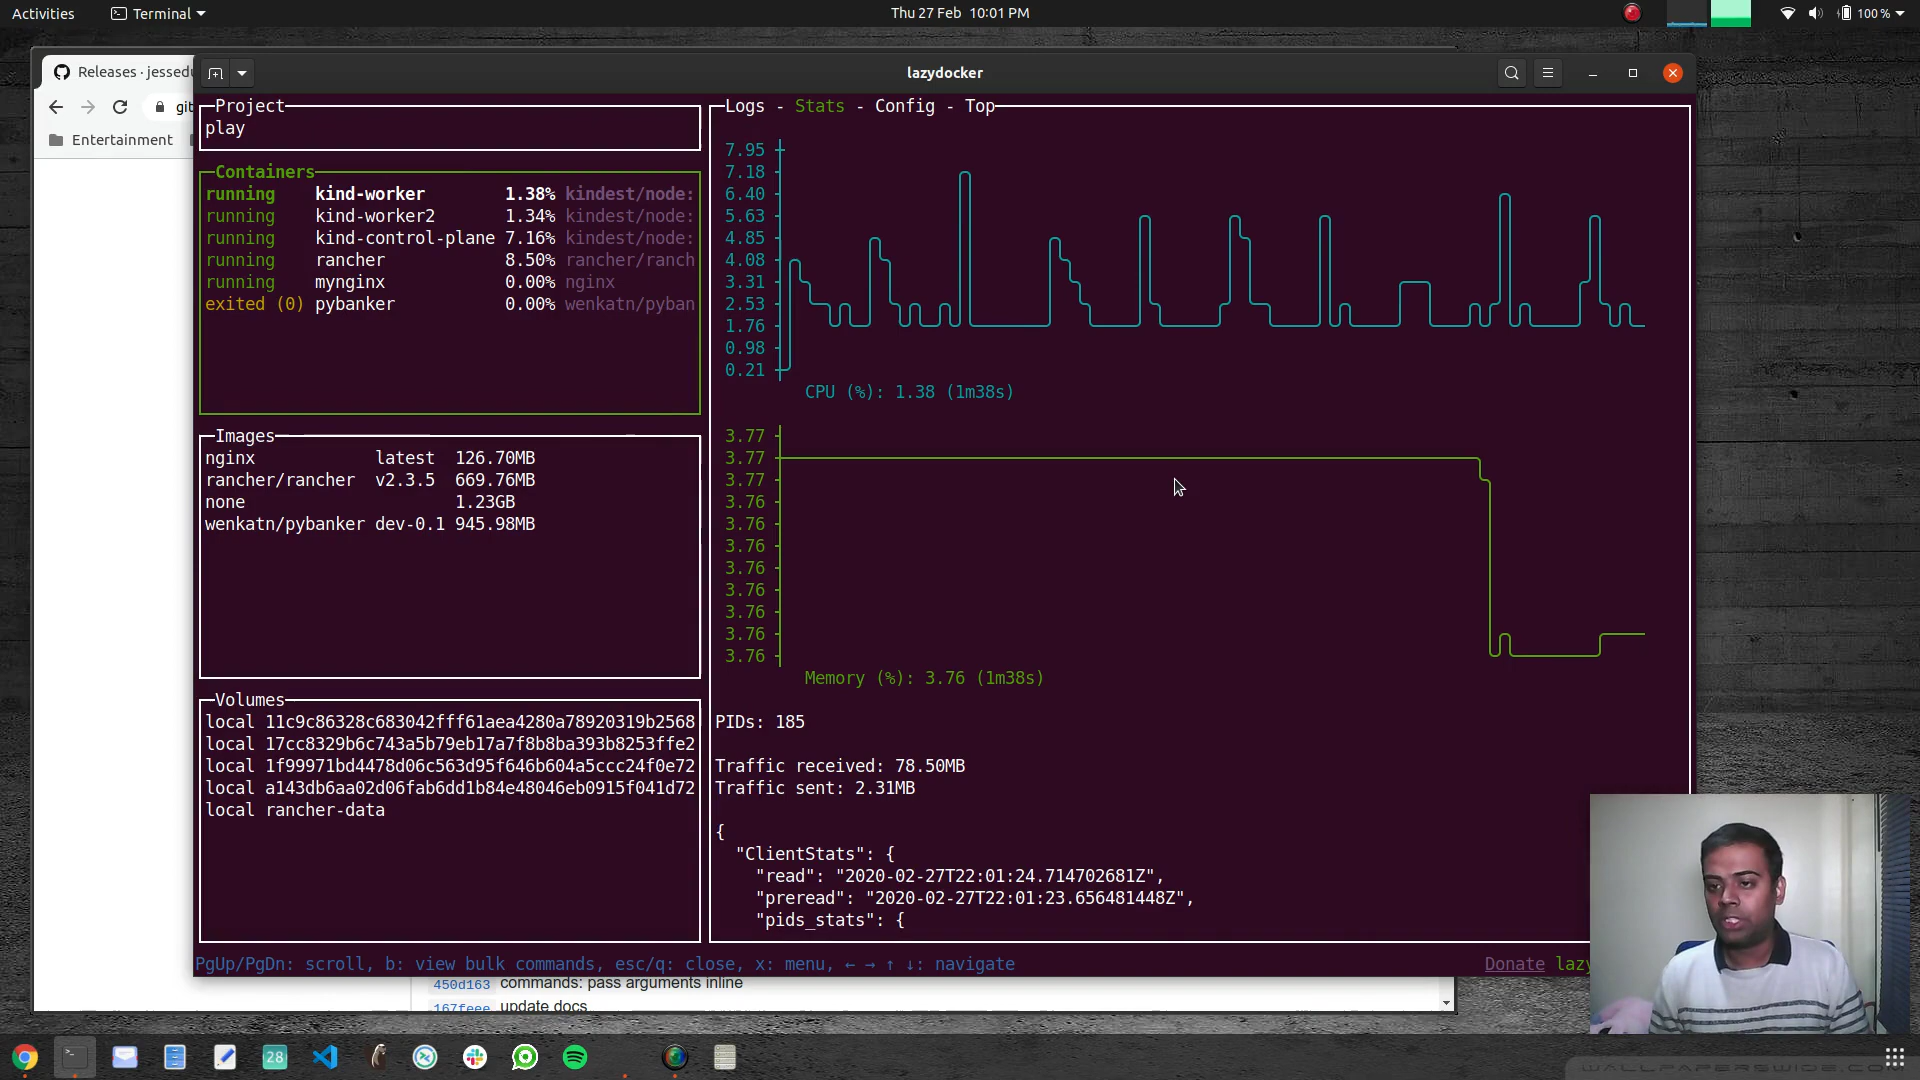 Activities
Terminal
Thu 27 Feb 10:01 PM
100 %
Releases · jessedu
git
Entertainment
lazydocker
Project
play
Containers
running kind-worker 1.38% kindest/node:
running kind-worker2 1.34% kindest/node:
running kind-control-plane 7.16% kindest/node:
running rancher 8.50% rancher/ranch
running mynginx 0.00% nginx
exited (0) pybanker 0.00% wenkatn/pyban
Images
nginx latest 126.70MB
rancher/rancher v2.3.5 669.76MB
none 1.23GB
wenkatn/pybanker dev-0.1 945.98MB
Volumes
local 11c9c86328c683042fff61aea4280a78920319b2568
local 17cc8329b6c743a5b79eb17a7f8b8ba393b8253ffe2
local 1f99971bd4478d06c563d95f646b604a5ccc24f0e72
local a143db6aa02d06fab6dd1b84e48046eb0915f041d72
local rancher-data
Logs - Stats - Config - Top
7.95
7.18
6.40
5.63
4.85
4.08
3.31
2.53
1.76
0.98
0.21
CPU (%): 1.38 (1m38s)
3.77
3.77
3.77
3.76
3.76
3.76
3.76
3.76
3.76
3.76
3.76
Memory (%): 3.76 (1m38s)
PIDs: 185
Traffic received: 78.50MB
Traffic sent: 2.31MB
{
"ClientStats": {
"read": "2020-02-27T22:01:24.714702681Z",
"preread": "2020-02-27T22:01:23.656481448Z",
"pids_stats": {
PgUp/PgDn: scroll, b: view bulk commands, esc/q: close, x: menu, ← → ↑ ↓: navigate
Donate lazy
450d163 commands: pass arguments inline
167feee update docs
28
WALLPAPERSWIDE.CO